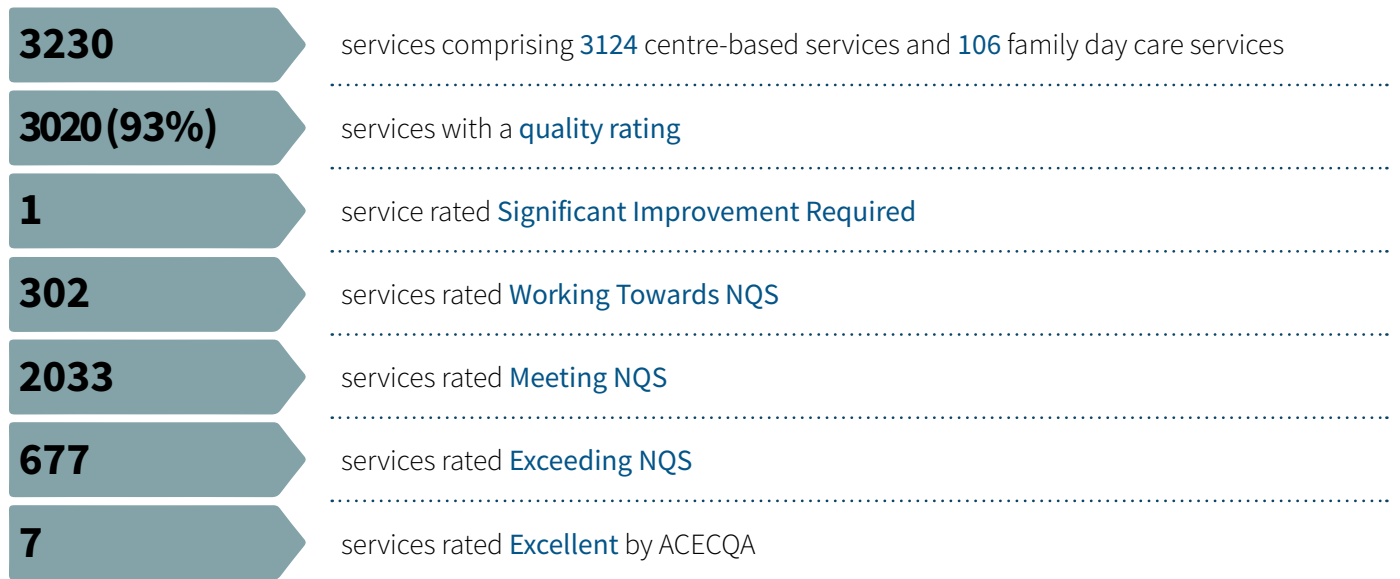 3230 services comprising 3124 centre-based services and 106 family day care services
3020 (93%) services with a quality rating
1 service rated Significant Improvement Required
302 services rated Working Towards NQS
2033 services rated Meeting NQS
677 services rated Exceeding NQS
7 services rated Excellent by ACECQA